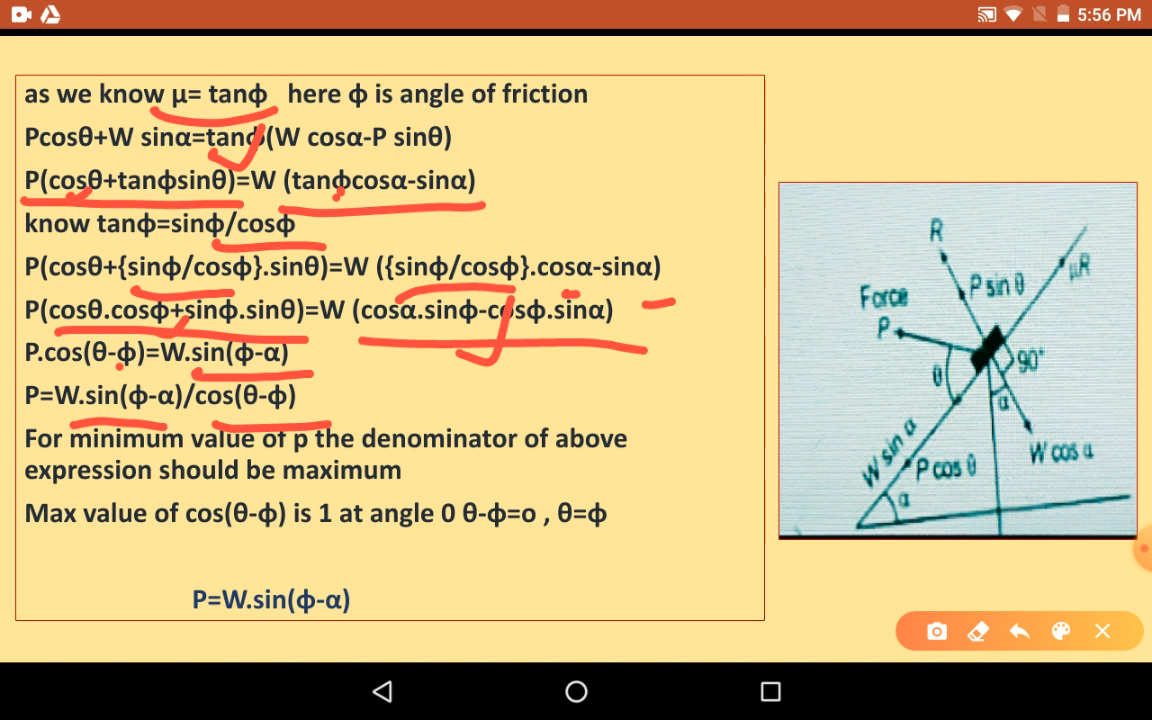 5:56 PM
as we know μ= tanϕ here ϕ is angle of friction
Pcosθ+W sinα=tanϕ(W cosα-P sinθ)
P(cosθ+tanϕsinθ)=W (tanϕcosα-sinα)
know tanϕ=sinϕ/cosϕ
P(cosθ+{sinϕ/cosϕ}.sinθ)=W ({sinϕ/cosϕ}.cosα-sinα)
P(cosθ.cosϕ+sinϕ.sinθ)=W (cosα.sinϕ-cosϕ.sinα)
P.cos(θ-ϕ)=W.sin(ϕ-α)
P=W.sin(ϕ-α)/cos(θ-ϕ)
For minimum value of p the denominator of above
expression should be maximum
Max value of cos(θ-ϕ) is 1 at angle 0 θ-ϕ=o , θ=ϕ
P=W.sin(ϕ-α)
R
μR
P sin θ
Force
P
90°
θ
α
W sin α
W cos α
P cos θ
α